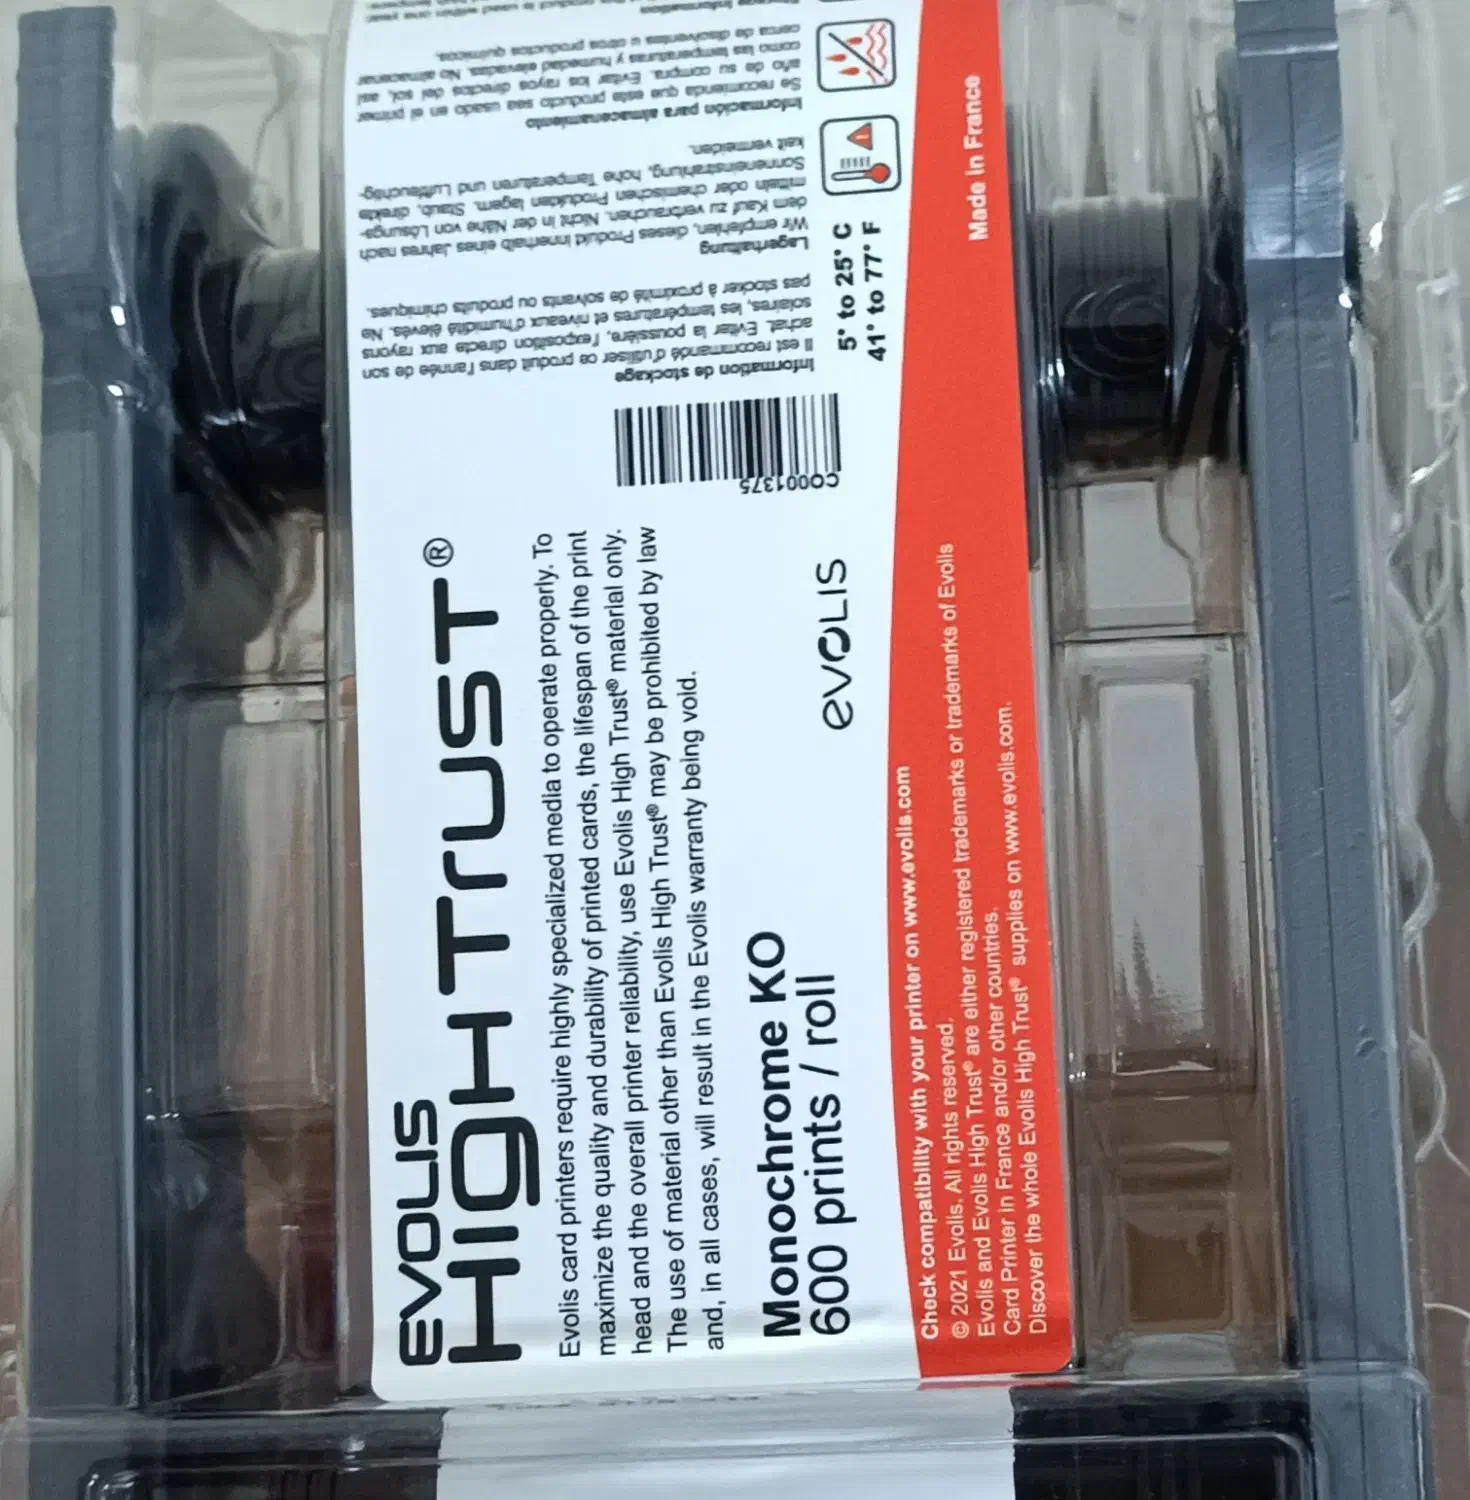 EVOLIS
HIGH TRUST®
Evolis card printers require highly specialized media to operate properly. To
maximize the quality and durability of printed cards, the lifespan of the print
head and the overall printer reliability, use Evolis High Trust® material only.
The use of material other than Evolis High Trust® may be prohibited by law
and, in all cases, will result in the Evolis warranty being void.
Monochrome KO
600 prints / roll
evolis
CO001375
Check compatibility with your printer on www.evolis.com
© 2021 Evolis. All rights reserved.
Evolis and Evolis High Trust® are either registered trademarks or trademarks of Evolis
Card Printer in France and/or other countries.
Discover the whole Evolis High Trust® supplies on www.evolis.com.
Made in France
5° to 25° C
41° to 77° F
Information de stockage
Il est recommandé d'utiliser ce produit dans l'année de son
achat. Eviter la poussière, l'exposition directe aux rayons
solaires, les températures et niveaux d'humidité élevés. Ne
pas stocker à proximité de solvants ou produits chimiques.
Lagerhaltung
Wir empfehlen, dieses Produkt innerhalb eines Jahres nach
dem Kauf zu verbrauchen. Nicht in der Nähe von Lösungs-
mitteln oder chemischen Produkten lagern. Staub, direkte
Sonneneinstrahlung, hohe Temperaturen und Luftfeuchtig-
keit vermeiden.
Información para almacenamiento
Se recomienda que este producto sea usado en el primer
año de su compra. Evitar los rayos directos del sol, así
como las temperaturas y humedad elevadas. No almacenar
cerca de disolventes u otros productos químicos.
Storage information
product is used within one year